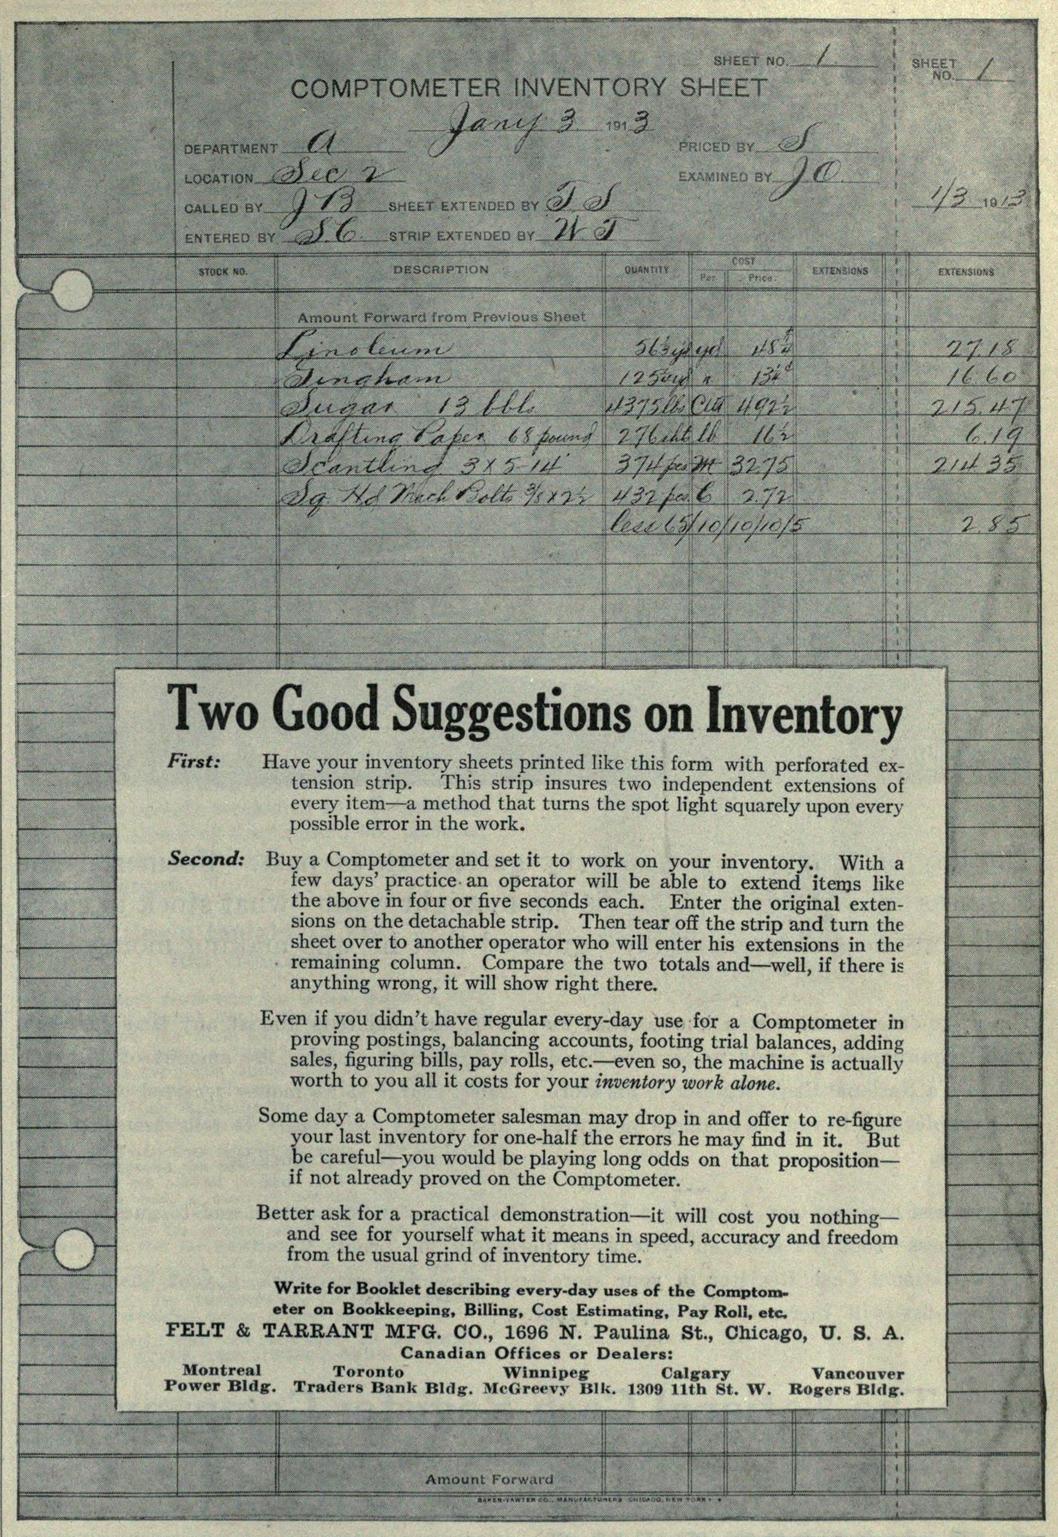 SHEET NO. 1
SHEET NO. 1
COMPTOMETER INVENTORY SHEET
Jany 3 1913
DEPARTMENT A PRICED BY S
LOCATION Sec 2 EXAMINED BY JO
1/3 1913
CALLED BY JB SHEET EXTENDED BY TS
ENTERED BY S.C. STRIP EXTENDED BY WT
STOCK NO. DESCRIPTION QUANTITY COST Per Price EXTENSIONS EXTENSIONS
Amount Forward from Previous Sheet
Linoleum yd 27.18
Gingham 16.60
Sugar 13 bbls 4375 lbs 492½ 215.47
Drafting Paper 68 pound 276 sht lb 16½ 6.19
Scantling 3 X 5-14' 374 pcs M 32.75 214 35
Sq Hd Mach Bolts 3/8 x 2½ 432 pcs C 2.72
less 65/10/10/10/5 2.85
Two Good Suggestions on Inventory
First: Have your inventory sheets printed like this form with perforated ex-
tension strip. This strip insures two independent extensions of
every item—a method that turns the spot light squarely upon every
possible error in the work.
Second: Buy a Comptometer and set it to work on your inventory. With a
few days' practice an operator will be able to extend items like
the above in four or five seconds each. Enter the original exten-
sions on the detachable strip. Then tear off the strip and turn the
sheet over to another operator who will enter his extensions in the
remaining column. Compare the two totals and—well, if there is
anything wrong, it will show right there.
Even if you didn't have regular every-day use for a Comptometer in
proving postings, balancing accounts, footing trial balances, adding
sales, figuring bills, pay rolls, etc.—even so, the machine is actually
worth to you all it costs for your inventory work alone.
Some day a Comptometer salesman may drop in and offer to re-figure
your last inventory for one-half the errors he may find in it. But
be careful—you would be playing long odds on that proposition—
if not already proved on the Comptometer.
Better ask for a practical demonstration—it will cost you nothing—
and see for yourself what it means in speed, accuracy and freedom
from the usual grind of inventory time.
Write for Booklet describing every-day uses of the Comptom-
eter on Bookkeeping, Billing, Cost Estimating, Pay Roll, etc.
FELT & TARRANT MFG. CO., 1696 N. Paulina St., Chicago, U. S. A.
Canadian Offices or Dealers:
Montreal Toronto Winnipeg Calgary Vancouver
Power Bldg. Traders Bank Bldg. McGreevy Blk. 1309 11th St. W. Rogers Bldg.
Amount Forward
BAKER-VAWTER CO., MANUFACTURERS CHICAGO, NEW YORK